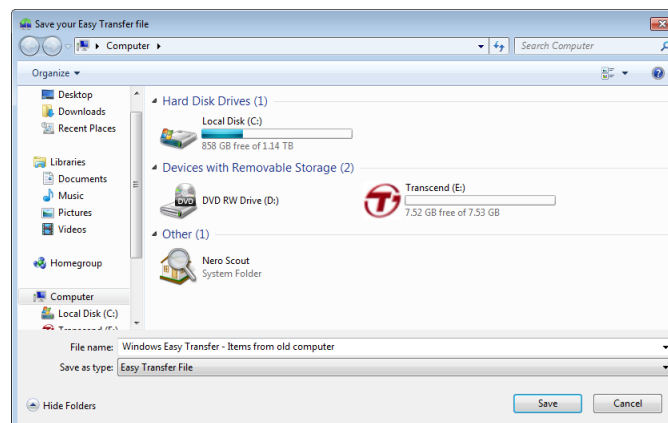 Save your Easy Transfer file
Computer
Search Computer
Organize
Desktop
Downloads
Recent Places
Libraries
Documents
Music
Pictures
Videos
Homegroup
Computer
Local Disk (C:)
Transcend (E:)
Hard Disk Drives (1)
Local Disk (C:)
858 GB free of 1.14 TB
Devices with Removable Storage (2)
DVD RW Drive (D:)
Transcend (E:)
7.52 GB free of 7.53 GB
Other (1)
Nero Scout
System Folder
File name: Windows Easy Transfer - Items from old computer
Save as type: Easy Transfer File
Hide Folders
Save
Cancel